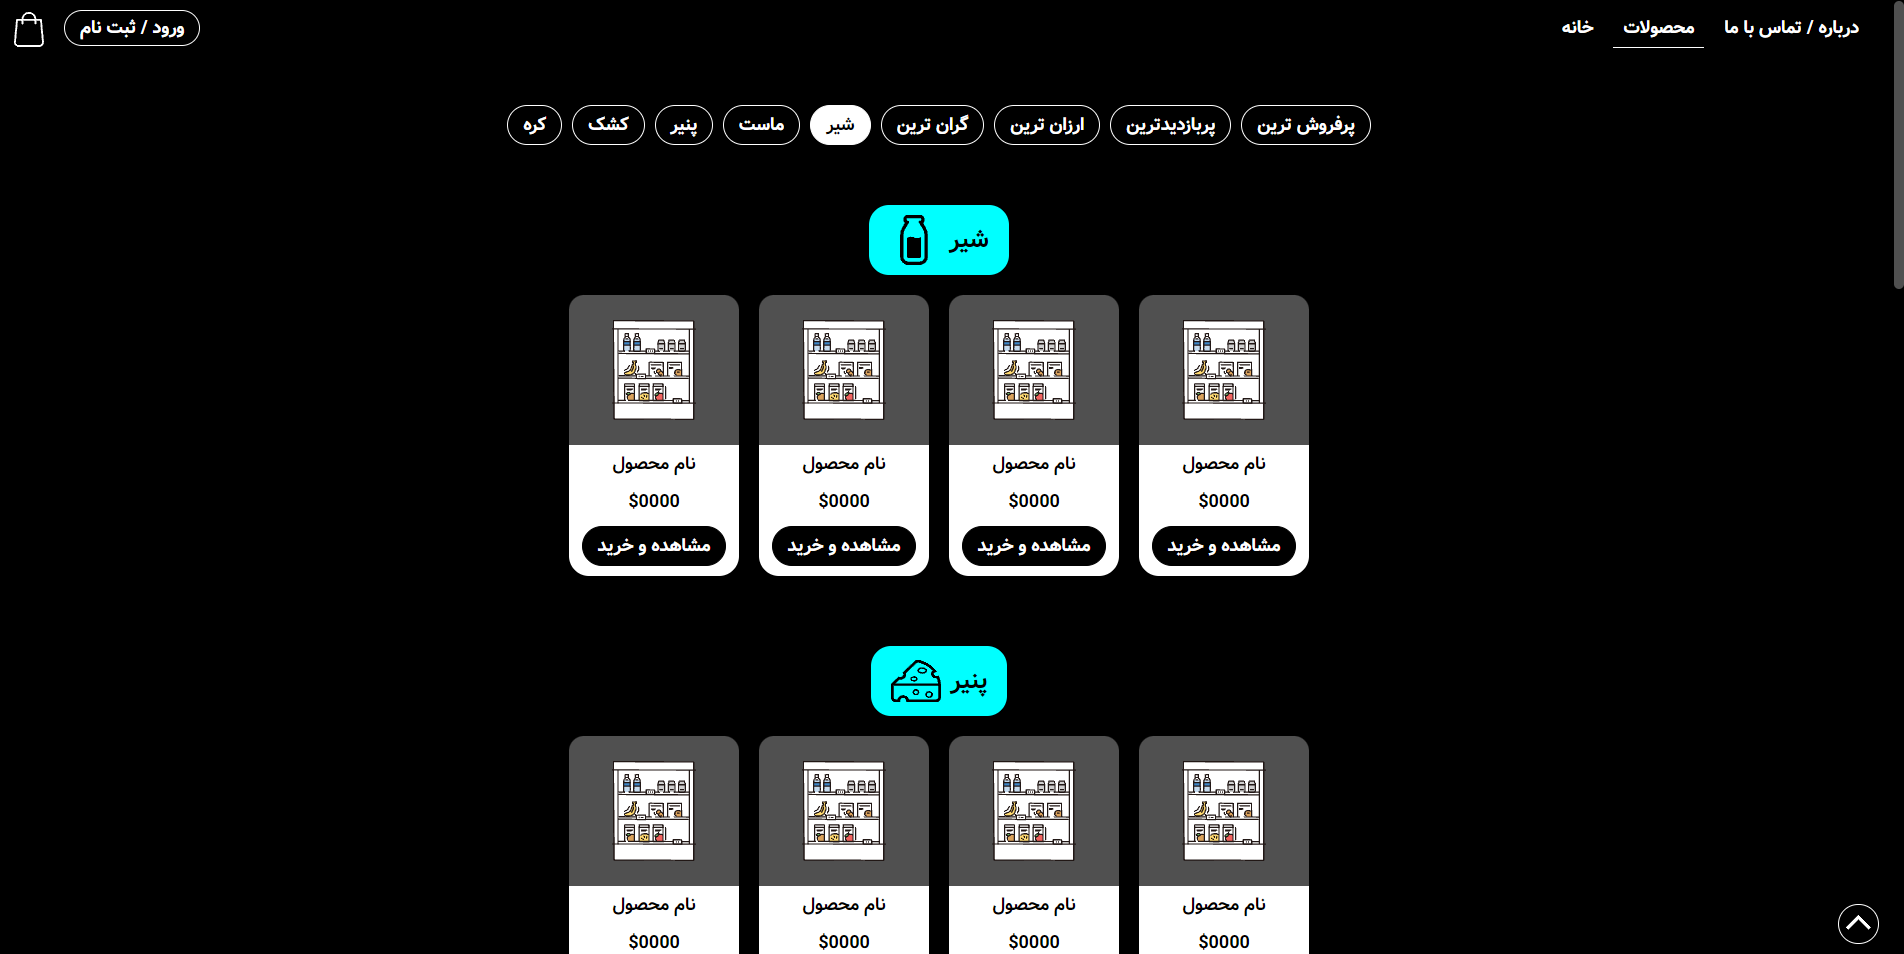 درباره / تماس با ما محصولات خانه ورود / ثبت نام
پرفروش ترین پربازدیدترین ارزان ترین گران ترین شیر ماست پنیر کشک کره
شیر
نام محصول نام محصول نام محصول نام محصول
$0000 $0000 $0000 $0000
مشاهده و خرید مشاهده و خرید مشاهده و خرید مشاهده و خرید
پنیر
نام محصول نام محصول نام محصول نام محصول
$0000 $0000 $0000 $0000